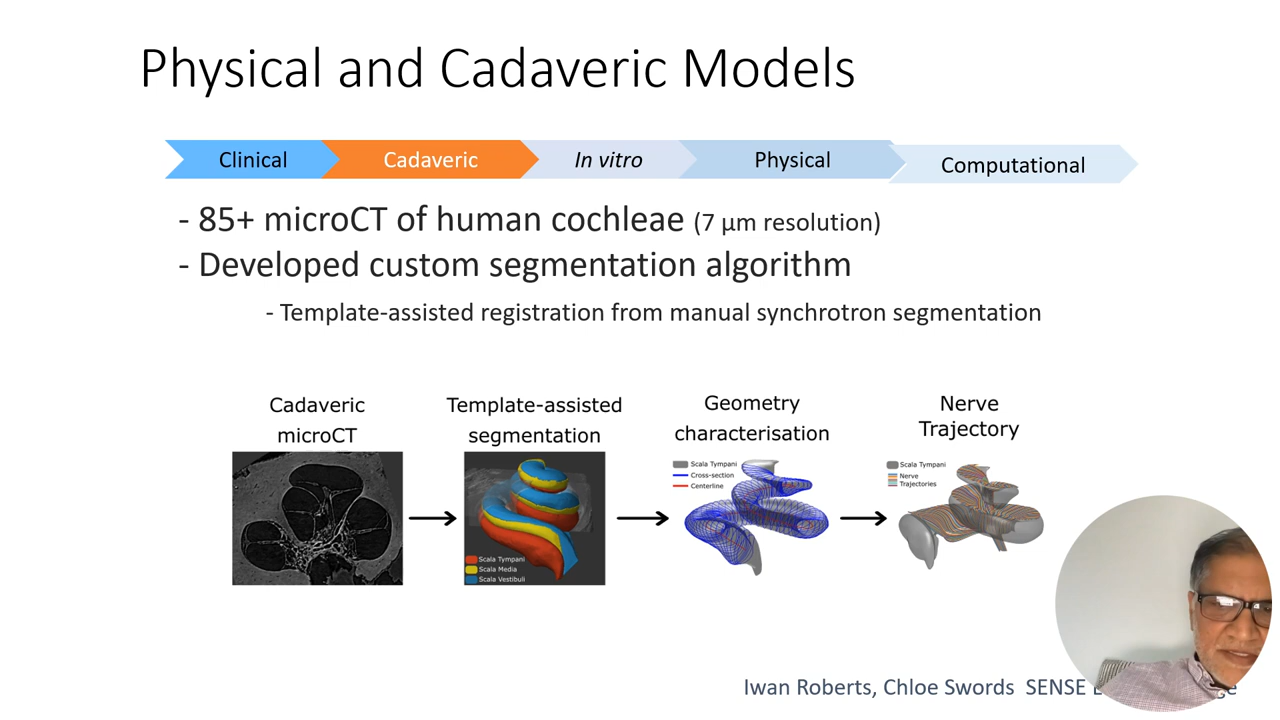 Physical and Cadaveric Models
Clinical
Cadaveric
In vitro
Physical
Computational
- 85+ microCT of human cochleae (7 µm resolution)
- Developed custom segmentation algorithm
- Template-assisted registration from manual synchrotron segmentation
Cadaveric
microCT
Template-assisted
segmentation
Scala Tympani
Scala Media
Scala Vestibuli
Geometry
characterisation
Scala Tympani
Cross-section
Centerline
Nerve
Trajectory
Scala Tympani
Nerve
Trajectories
Iwan Roberts, Chloe Swords SENSE